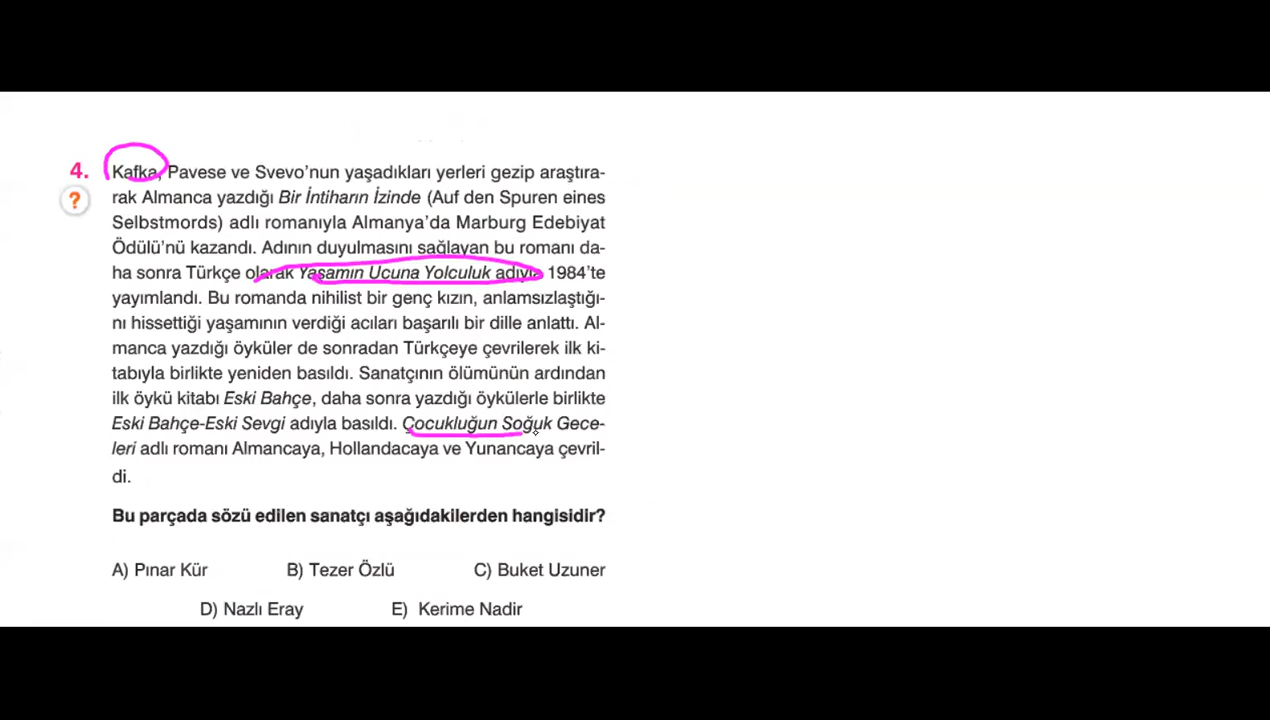 4. Kafka, Pavese ve Svevo'nun yaşadıkları yerleri gezip araştıra-
? rak Almanca yazdığı Bir İntiharın İzinde (Auf den Spuren eines
Selbstmords) adlı romanıyla Almanya'da Marburg Edebiyat
Ödülü'nü kazandı. Adının duyulmasını sağlayan bu romanı da-
ha sonra Türkçe olarak Yaşamın Ucuna Yolculuk adıyla 1984'te
yayımlandı. Bu romanda nihilist bir genç kızın, anlamsızlaştığı-
nı hissettiği yaşamının verdiği acıları başarılı bir dille anlattı. Al-
manca yazdığı öyküler de sonradan Türkçeye çevrilerek ilk ki-
tabıyla birlikte yeniden basıldı. Sanatçının ölümünün ardından
ilk öykü kitabı Eski Bahçe, daha sonra yazdığı öykülerle birlikte
Eski Bahçe-Eski Sevgi adıyla basıldı. Çocukluğun Soğuk Gece-
leri adlı romanı Almancaya, Hollandacaya ve Yunancaya çevril-
di.
Bu parçada sözü edilen sanatçı aşağıdakilerden hangisidir?
A) Pınar Kür B) Tezer Özlü C) Buket Uzuner
D) Nazlı Eray E) Kerime Nadir